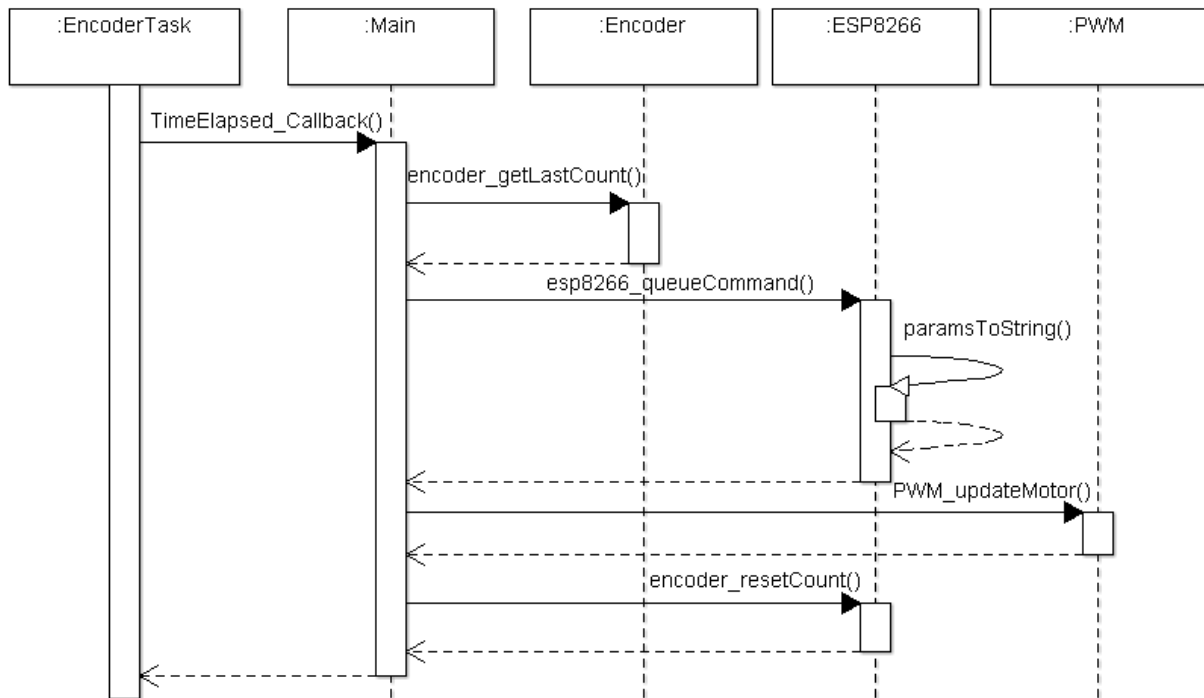 :EncoderTask
:Main
:Encoder
:ESP8266
:PWM
TimeElapsed_Callback()
encoder_getLastCount()
esp8266_queueCommand()
paramsToString()
PWM_updateMotor()
encoder_resetCount()